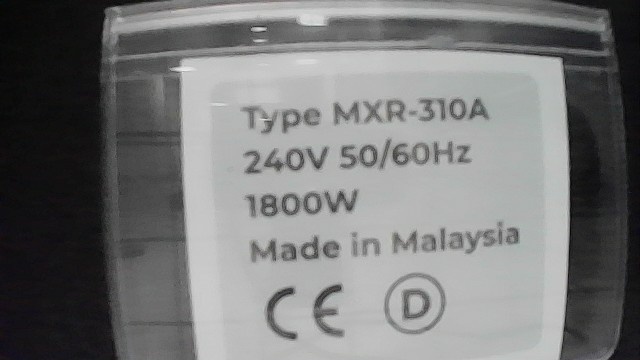 Type MXR-310A
240V 50/60Hz
1800W
Made in Malaysia
CE D